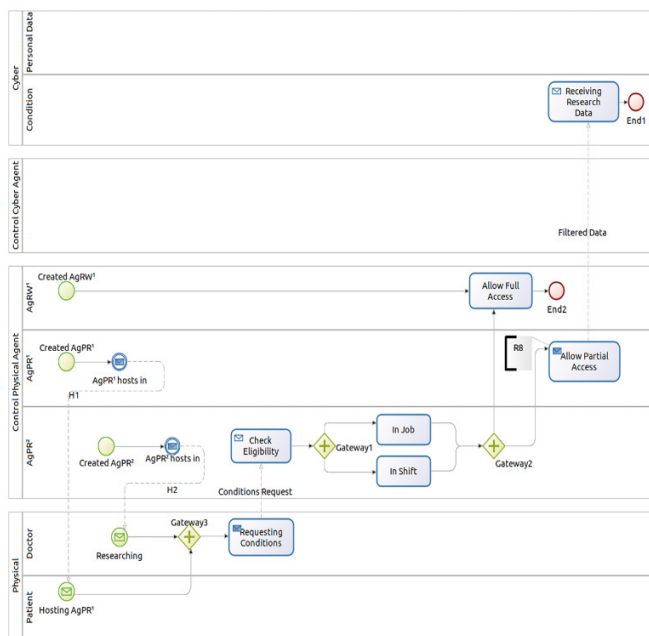 Cyber
Personal Data
Condition
Receiving
Research
Data
End1
Control Cyber Agent
Filtered Data
Control Physical Agent
AgRW¹
Created AgRW¹
Allow Full
Access
End2
AgPR¹
Created AgPR¹
AgPR¹ hosts in
H1
R8
Allow Partial
Access
AgPR²
Created AgPR²
AgPR² hosts in
H2
Check
Eligibility
Gateway1
In Job
In Shift
Gateway2
Conditions Request
Physical
Doctor
Researching
Gateway3
Requesting
Conditions
Patient
Hosting AgPR¹